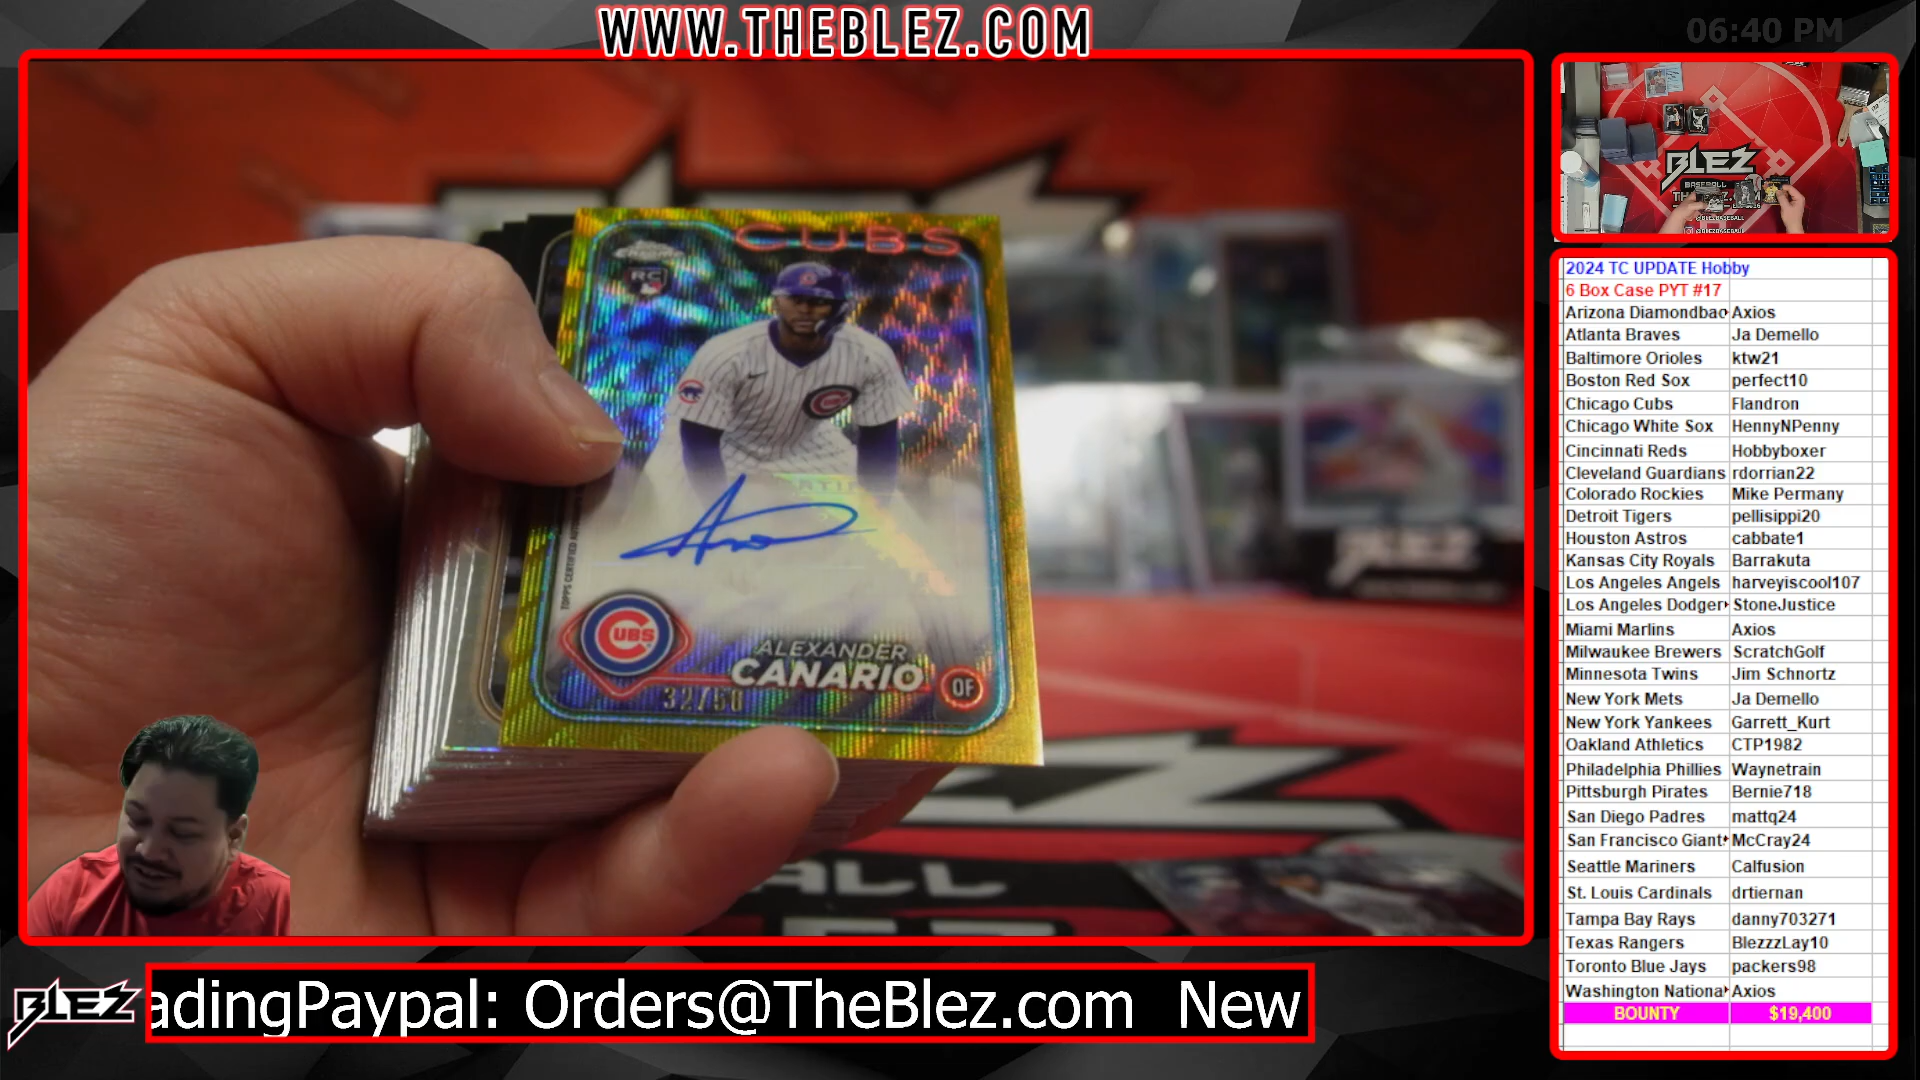 WWW.THEBLEZ.COM
06:40 PM
CUBS
Chrome
RC
TOPPS CERTIFIED
CUBS
ALEXANDER
CANARIO
OF
32/50
BLEZ
BASEBALL
2024 TC UPDATE Hobby
6 Box Case PYT #17
Arizona Diamondbac Axios
Atlanta Braves Ja Demello
Baltimore Orioles ktw21
Boston Red Sox perfect10
Chicago Cubs Flandron
Chicago White Sox HennyNPenny
Cincinnati Reds Hobbyboxer
Cleveland Guardians rdorrian22
Colorado Rockies Mike Permany
Detroit Tigers pellisippi20
Houston Astros cabbate1
Kansas City Royals Barrakuta
Los Angeles Angels harveyiscool107
Los Angeles Dodger StoneJustice
Miami Marlins Axios
Milwaukee Brewers ScratchGolf
Minnesota Twins Jim Schnortz
New York Mets Ja Demello
New York Yankees Garrett_Kurt
Oakland Athletics CTP1982
Philadelphia Phillies Waynetrain
Pittsburgh Pirates Bernie718
San Diego Padres mattq24
San Francisco Giant McCray24
Seattle Mariners Calfusion
St. Louis Cardinals drtiernan
Tampa Bay Rays danny703271
Texas Rangers BlezzzLay10
Toronto Blue Jays packers98
Washington Nationa Axios
BOUNTY $19,400
BLEZ
adingPaypal: Orders@TheBlez.com New